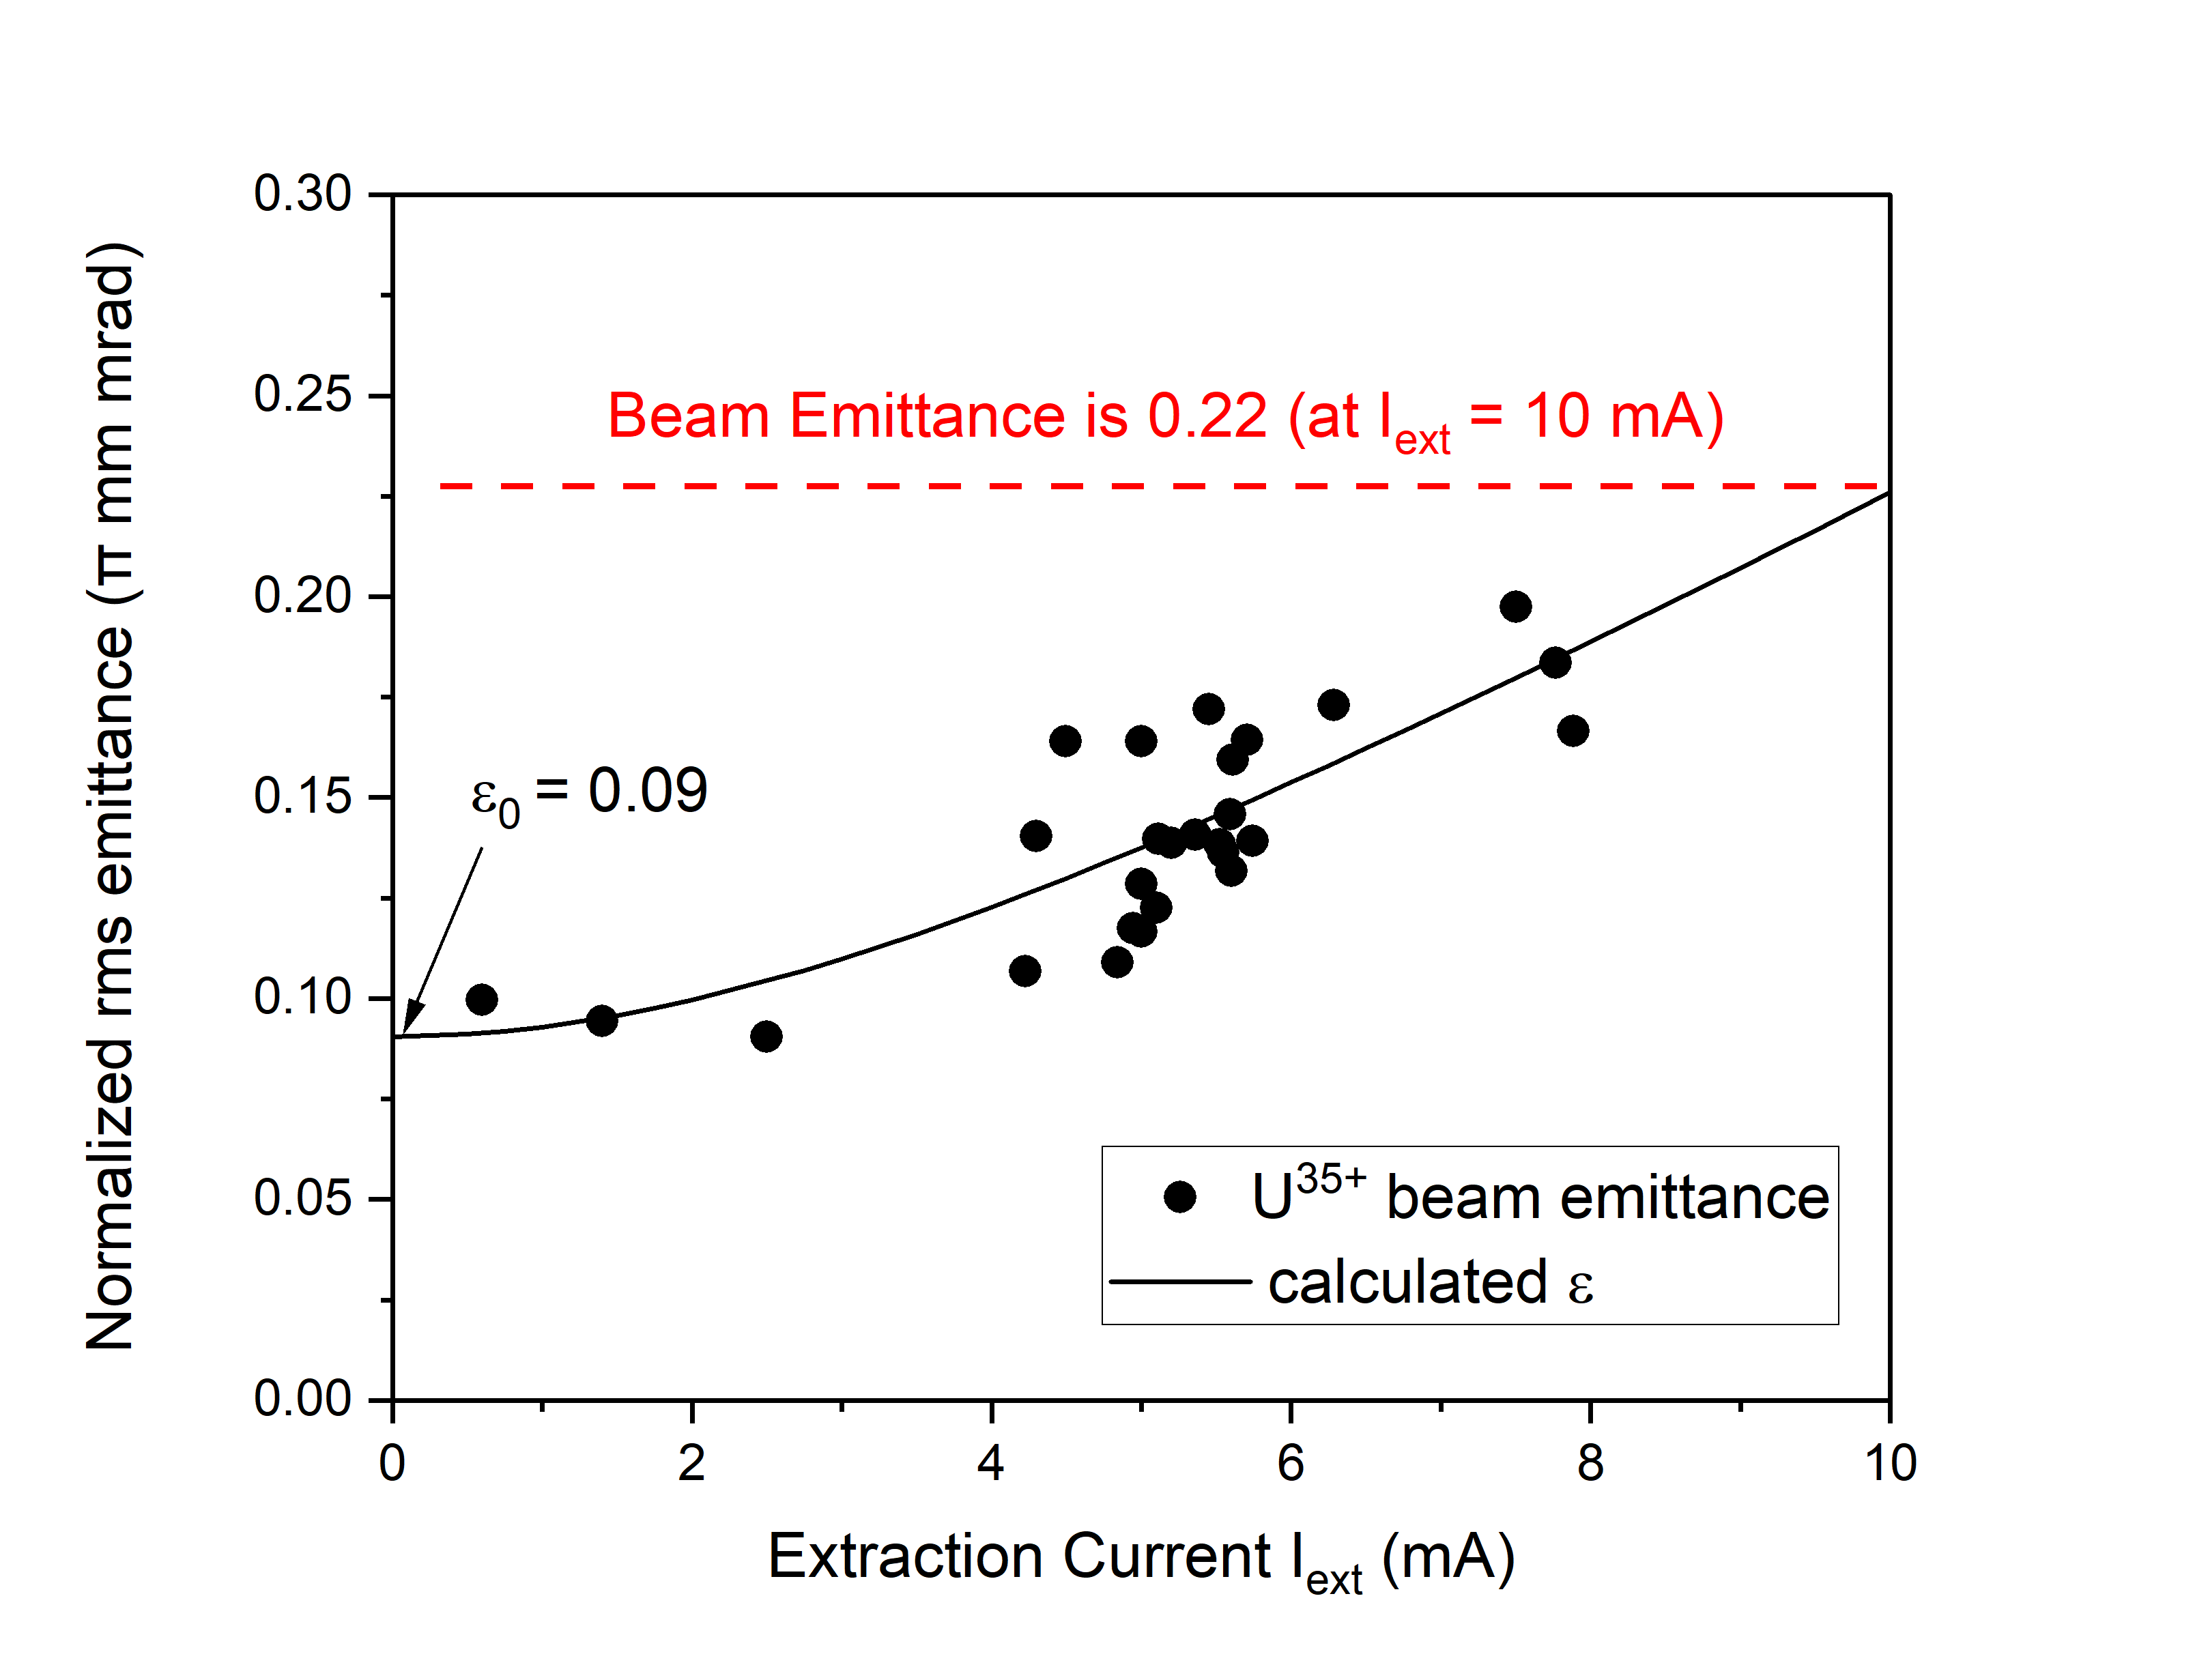 Normalized rms emittance (π mm mrad)
0.30
0.25
0.20
0.15
0.10
0.05
0.00
Beam Emittance is 0.22 (at Iext = 10 mA)
ε0 = 0.09
U35+ beam emittance
calculated ε
0 2 4 6 8 10
Extraction Current Iext (mA)